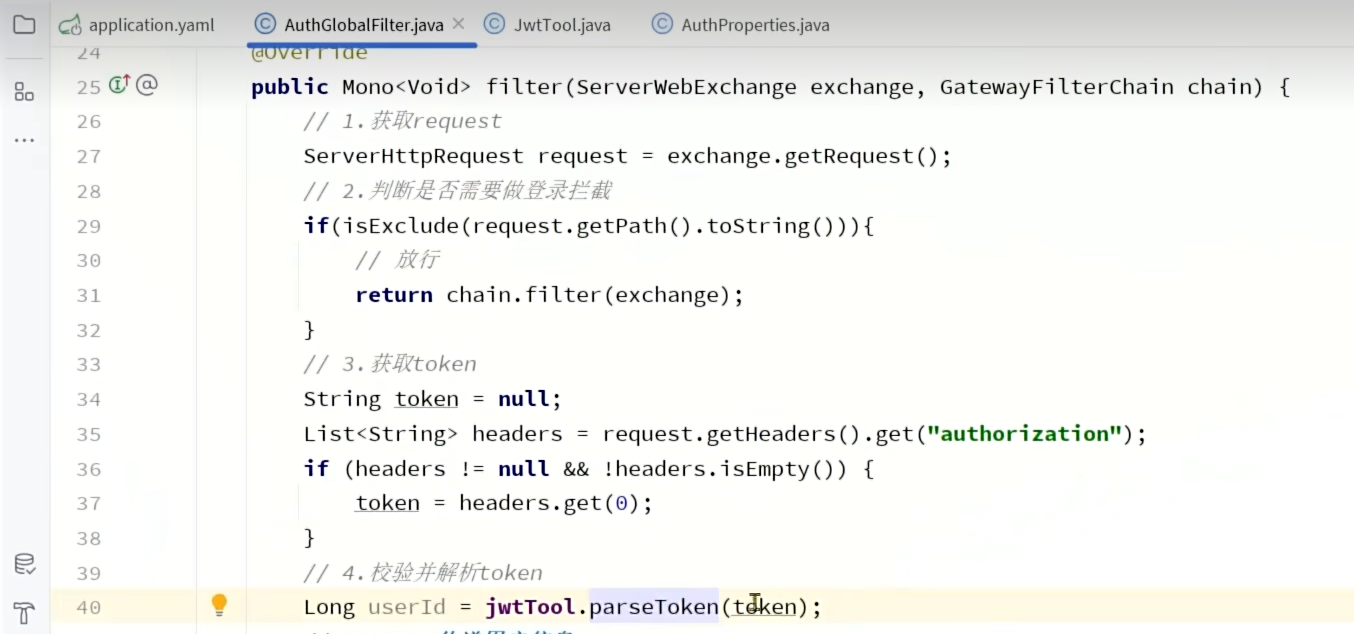 application.yaml AuthGlobalFilter.java JwtTool.java AuthProperties.java
24 @Override
25 public Mono<Void> filter(ServerWebExchange exchange, GatewayFilterChain chain) {
26 // 1.获取request
27 ServerHttpRequest request = exchange.getRequest();
28 // 2.判断是否需要做登录拦截
29 if(isExclude(request.getPath().toString())){
30 // 放行
31 return chain.filter(exchange);
32 }
33 // 3.获取token
34 String token = null;
35 List<String> headers = request.getHeaders().get("authorization");
36 if (headers != null && !headers.isEmpty()) {
37 token = headers.get(0);
38 }
39 // 4.校验并解析token
40 Long userId = jwtTool.parseToken(token);